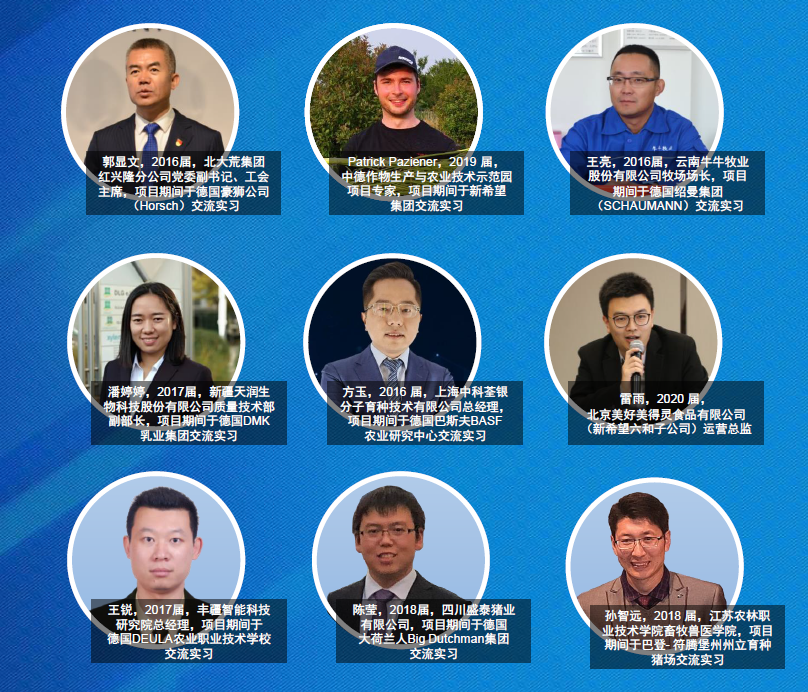 郭显文，2016届，北大荒集团
红兴隆分公司党委副书记、工会
主席，项目期间于德国豪狮公司
（Horsch）交流实习
Patrick Paziener，2019 届，
中德作物生产与农业技术示范园
项目专家，项目期间于新希望
集团交流实习
王亮，2016届，云南牛牛牧业
股份有限公司牧场场长，项目
期间于德国绍曼集团
（SCHAUMANN）交流实习
潘婷婷，2017届，新疆天润生
物科技股份有限公司质量技术部
副部长，项目期间于德国DMK
乳业集团交流实习
方玉，2016 届，上海中科荃银
分子育种技术有限公司总经理，
项目期间于德国巴斯夫BASF
农业研究中心交流实习
雷雨，2020 届，
北京美好美得灵食品有限公司
（新希望六和子公司）运营总监
王锐，2017届，丰疆智能科技
研究院总经理，项目期间于
德国DEULA农业职业技术学校
交流实习
陈莹，2018届，四川盛泰猪业
有限公司，项目期间于德国
大荷兰人Big Dutchman集团
交流实习
孙智远，2018 届，江苏农林职
业技术学院畜牧兽医学院，项目
期间于巴登- 符腾堡州州立育种
猪场交流实习